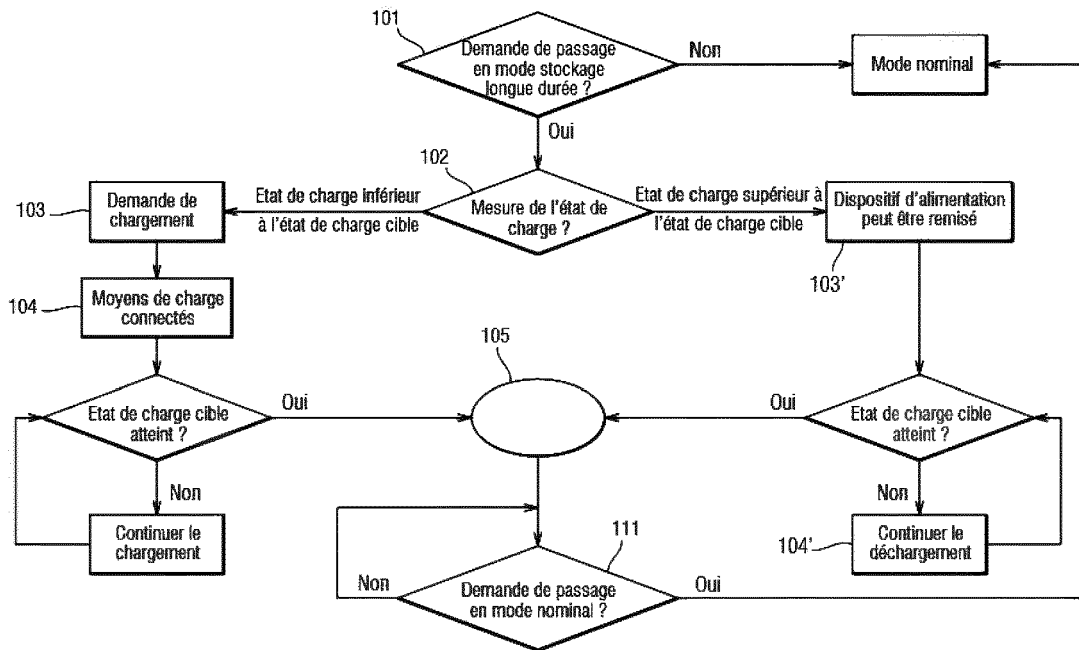 101
Demande de passage
en mode stockage
longue durée ?
Non
Mode nominal
Oui
102
Mesure de l'état de
charge ?
Etat de charge inférieur
à l'état de charge cible
103
Demande de
chargement
Etat de charge supérieur à
l'état de charge cible
Dispositif d'alimentation
peut être remisé
103'
104
Moyens de charge
connectés
105
Etat de charge cible
atteint ?
Oui
Non
Continuer le
chargement
Oui
Etat de charge cible
atteint ?
Non
104'
Continuer le
déchargement
111
Non
Demande de passage
en mode nominal ?
Oui